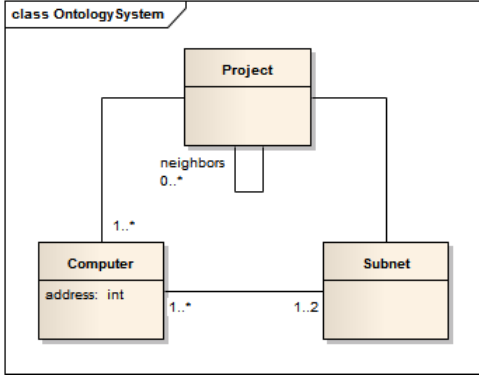 class OntologySystem
Project
neighbors
0..*
1..*
Computer
address: int
Subnet
1..*
1..2